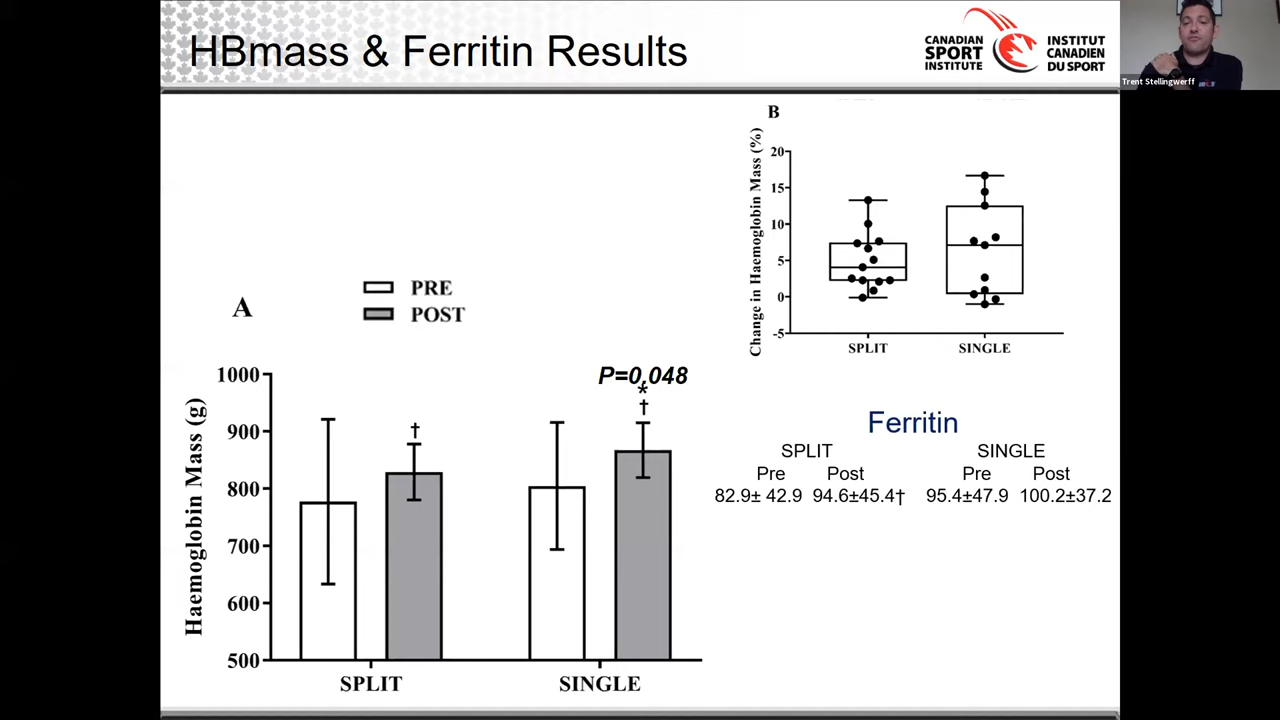 HBmass & Ferritin Results
CANADIAN
SPORT
INSTITUTE
INSTITUT
CANADIEN
DU SPORT
Trent Stellingwerff
B
Change in Haemoglobin Mass (%)
20
15
10
5
0
-5
SPLIT
SINGLE
A
PRE
POST
Haemoglobin Mass (g)
1000
900
800
700
600
500
†
P=0.048
*
†
SPLIT
SINGLE
Ferritin
SPLIT SINGLE
Pre Post Pre Post
82.9± 42.9 94.6±45.4† 95.4±47.9 100.2±37.2